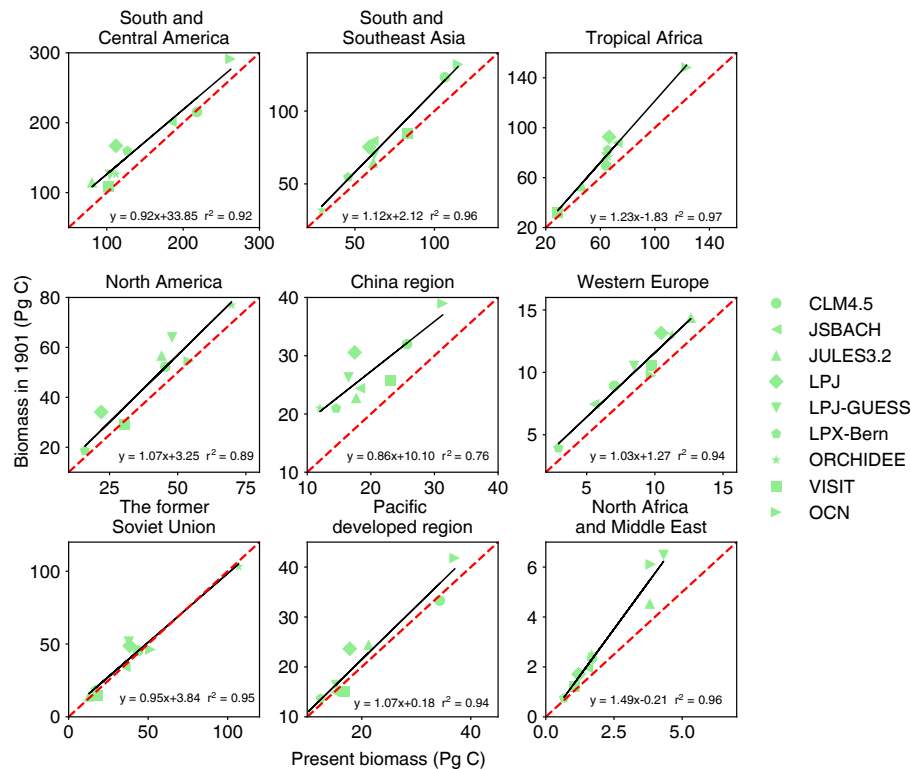 South and
Central America
South and
Southeast Asia
Tropical Africa
300
200
100
100
200
300
y = 0.92x+33.85 r² = 0.92
100
50
50
100
y = 1.12x+2.12 r² = 0.96
140
100
60
20
20
60
100
140
y = 1.23x-1.83 r² = 0.97
North America
China region
Western Europe
Biomass in 1901 (Pg C)
80
60
40
20
25
50
75
y = 1.07x+3.25 r² = 0.89
40
30
20
10
10
20
30
40
y = 0.86x+10.10 r² = 0.76
15
10
5
5
10
15
y = 1.03x+1.27 r² = 0.94
CLM4.5
JSBACH
JULES3.2
LPJ
LPJ-GUESS
LPX-Bern
ORCHIDEE
VISIT
OCN
The former
Soviet Union
Pacific
developed region
North Africa
and Middle East
100
50
0
0
50
100
y = 0.95x+3.84 r² = 0.95
40
30
20
10
10
20
30
40
y = 1.07x+0.18 r² = 0.94
6
4
2
0
0.0
2.5
5.0
y = 1.49x-0.21 r² = 0.96
Present biomass (Pg C)